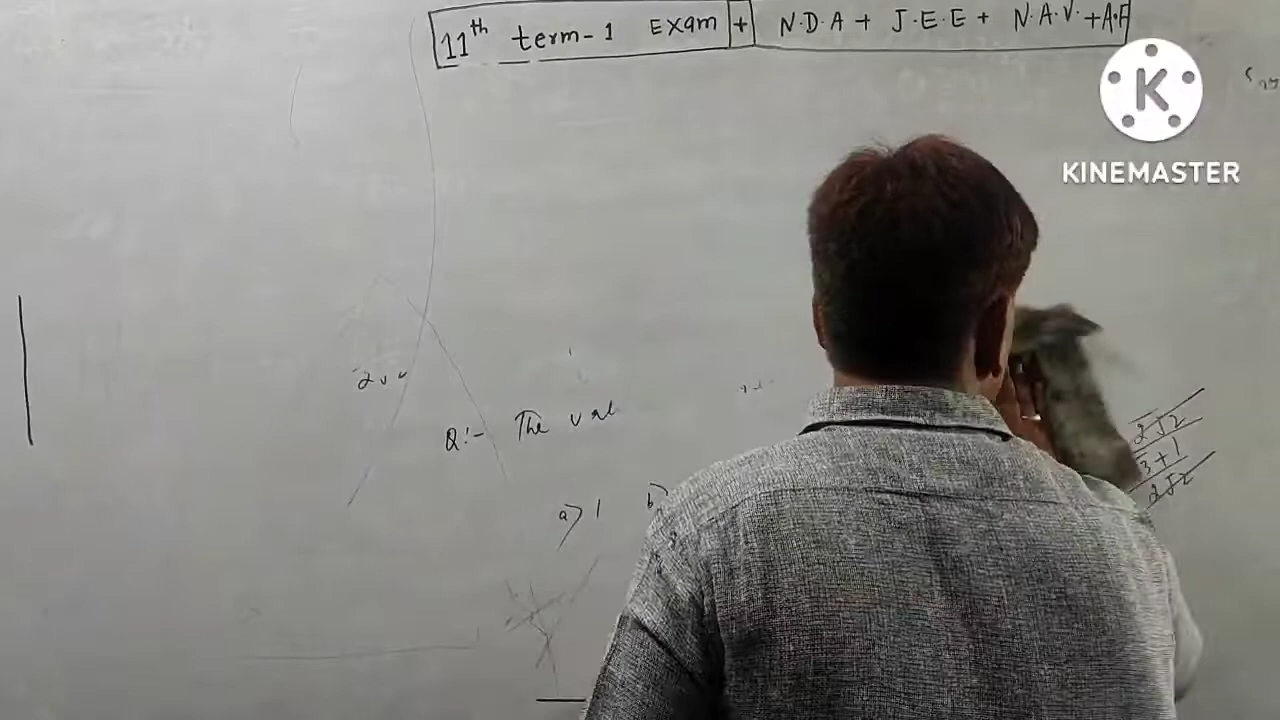 11th term-1 Exam + N.D.A + J.E.E + N.A.V. + A.F
K
KINEMASTER
2√2
3+1
2√2
Q:- The val
a) 1 b)